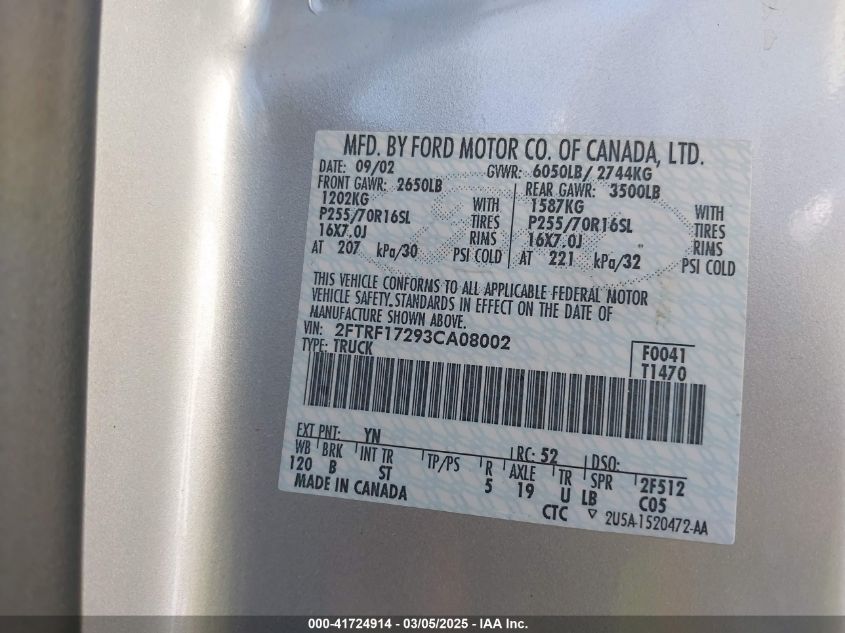 MFD. BY FORD MOTOR CO. OF CANADA, LTD.
DATE: 09/02 GVWR: 6050LB/ 2744KG
FRONT GAWR: 2650LB REAR GAWR: 3500LB
1202KG WITH 1587KG WITH
P255/70R16SL TIRES P255/70R16SL TIRES
16X7.0J RIMS 16X7.0J RIMS
AT 207 kPa/30 PSI COLD AT 221 kPa/32 PSI COLD
THIS VEHICLE CONFORMS TO ALL APPLICABLE FEDERAL MOTOR
VEHICLE SAFETY STANDARDS IN EFFECT ON THE DATE OF
MANUFACTURE SHOWN ABOVE.
VIN: 2FTRF17293CA08002
TYPE: TRUCK
F0041
T1470
EXT PNT: YN RC: 52 DSO:
WB BRK INT TR TP/PS R AXLE TR SPR 2F512
120 B ST 5 19 U LB C05
MADE IN CANADA CTC ▽ 2U5A-1520472-AA
000-41724914 - 03/05/2025 - IAA Inc.